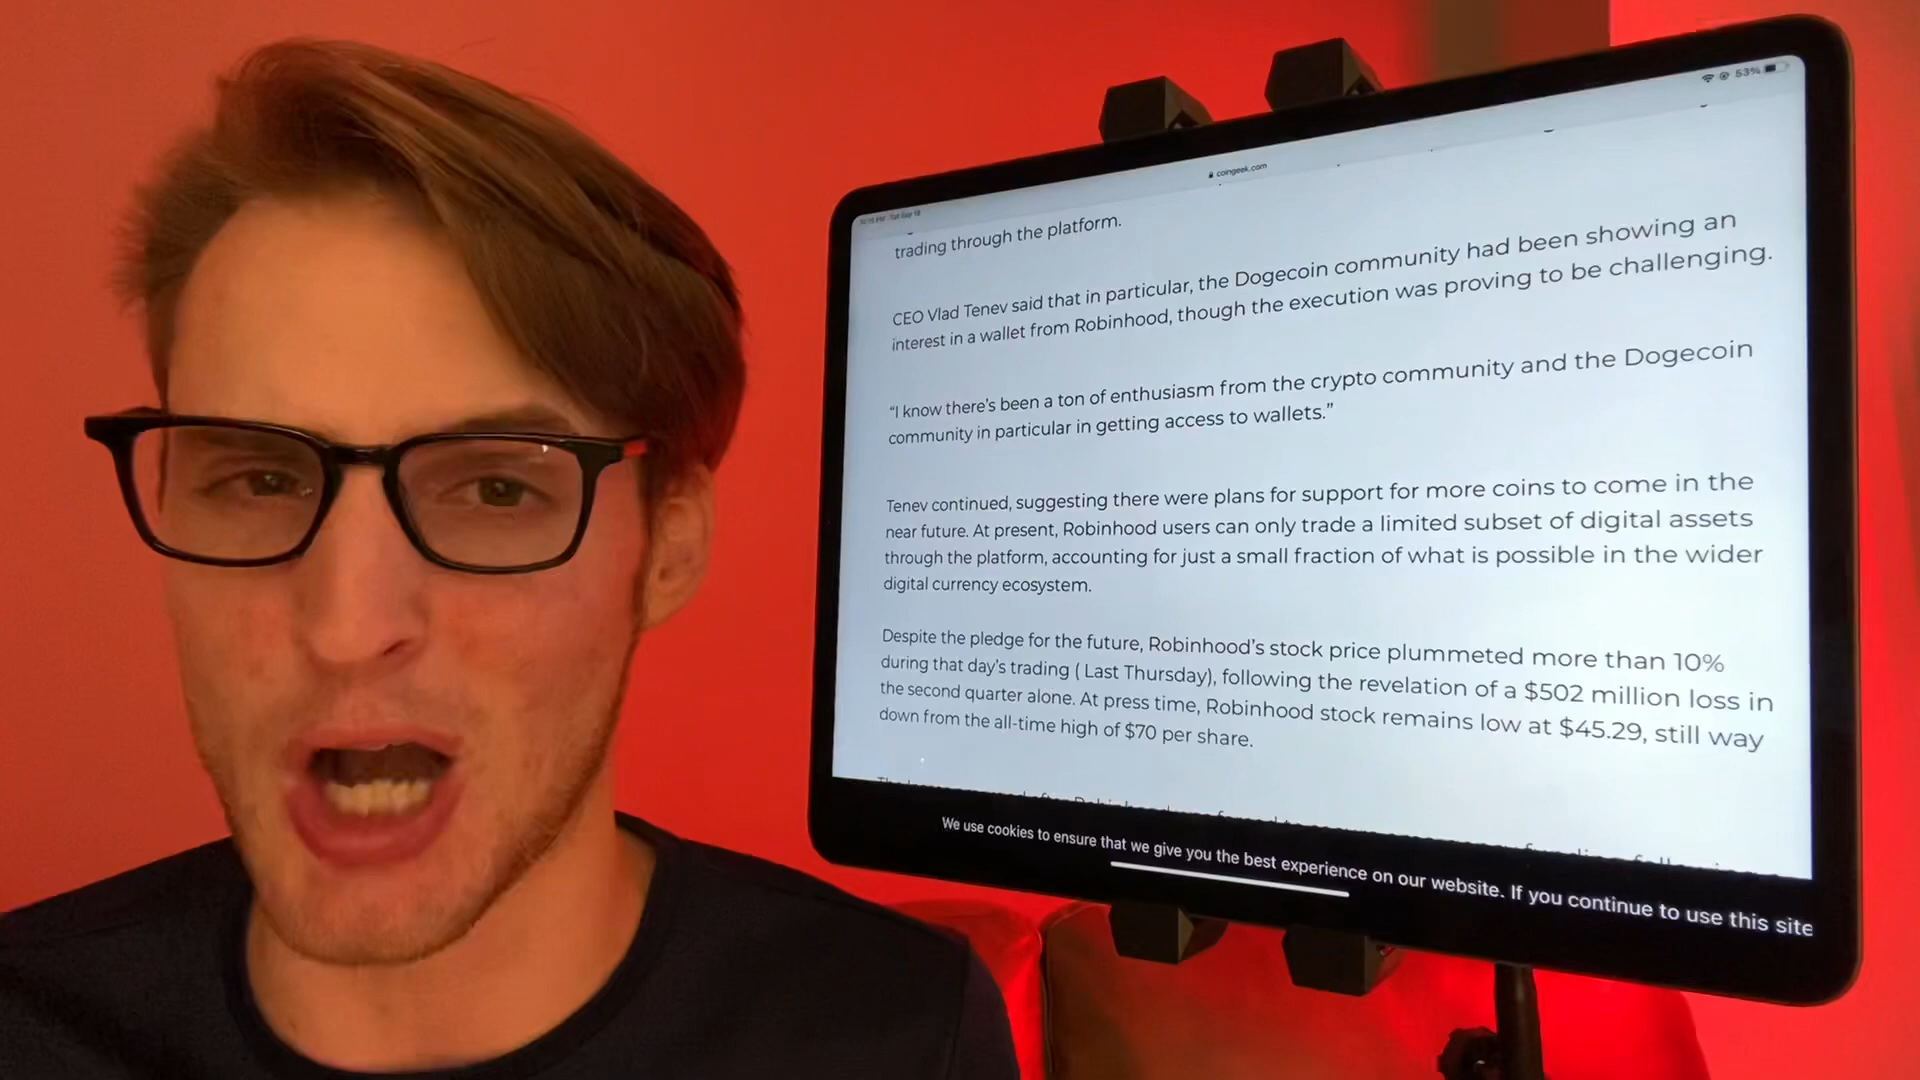 53%
coingeek.com
trading through the platform.
CEO Vlad Tenev said that in particular, the Dogecoin community had been showing an
interest in a wallet from Robinhood, though the execution was proving to be challenging.
“I know there’s been a ton of enthusiasm from the crypto community and the Dogecoin
community in particular in getting access to wallets.”
Tenev continued, suggesting there were plans for support for more coins to come in the
near future. At present, Robinhood users can only trade a limited subset of digital assets
through the platform, accounting for just a small fraction of what is possible in the wider
digital currency ecosystem.
Despite the pledge for the future, Robinhood’s stock price plummeted more than 10%
during that day’s trading ( Last Thursday), following the revelation of a $502 million loss in
the second quarter alone. At press time, Robinhood stock remains low at $45.29, still way
down from the all-time high of $70 per share.
We use cookies to ensure that we give you the best experience on our website. If you continue to use this site